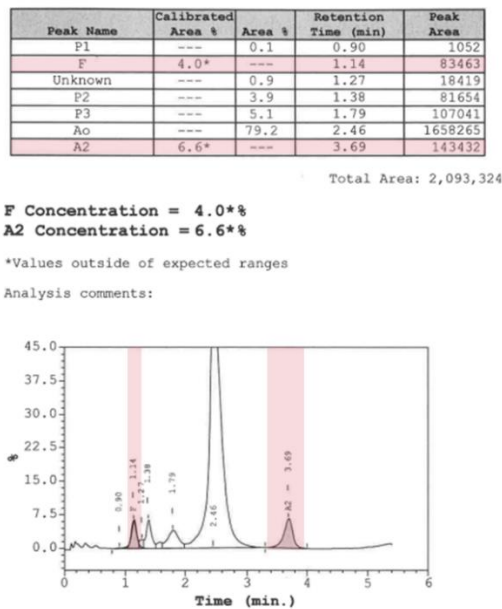 Peak Name Calibrated Area % Area % Retention Time (min) Peak Area
P1 --- 0.1 0.90 1052
F 4.0* --- 1.14 83463
Unknown --- 0.9 1.27 18419
P2 --- 3.9 1.38 81654
P3 --- 5.1 1.79 107041
Ao --- 79.2 2.46 1658265
A2 6.6* --- 3.69 143432
Total Area: 2,093,324
F Concentration = 4.0*%
A2 Concentration = 6.6*%
*Values outside of expected ranges
Analysis comments:
45.0
37.5
30.0
22.5
15.0
7.5
0.0
%
0.90
F - 1.14
1.27
1.38
1.79
2.46
A2 - 3.69
0 1 2 3 4 5 6
Time (min.)